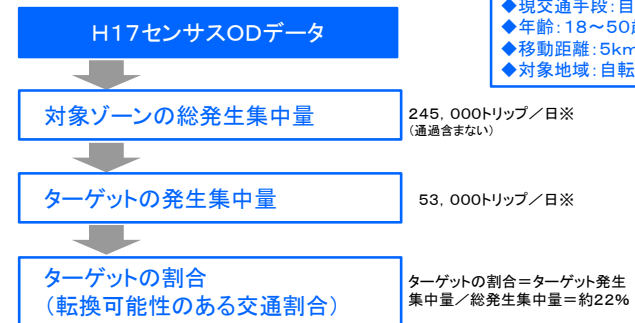 ◆現交通手段：自
◆年齢：18～50歳
◆移動距離：5km
◆対象地域：自転
H17センサスODデータ
対象ゾーンの総発生集中量
245，000トリップ／日※
（通過含まない）
ターゲットの発生集中量
53，000トリップ／日※
ターゲットの割合
（転換可能性のある交通割合）
ターゲットの割合＝ターゲット発生
集中量／総発生集中量＝約22%